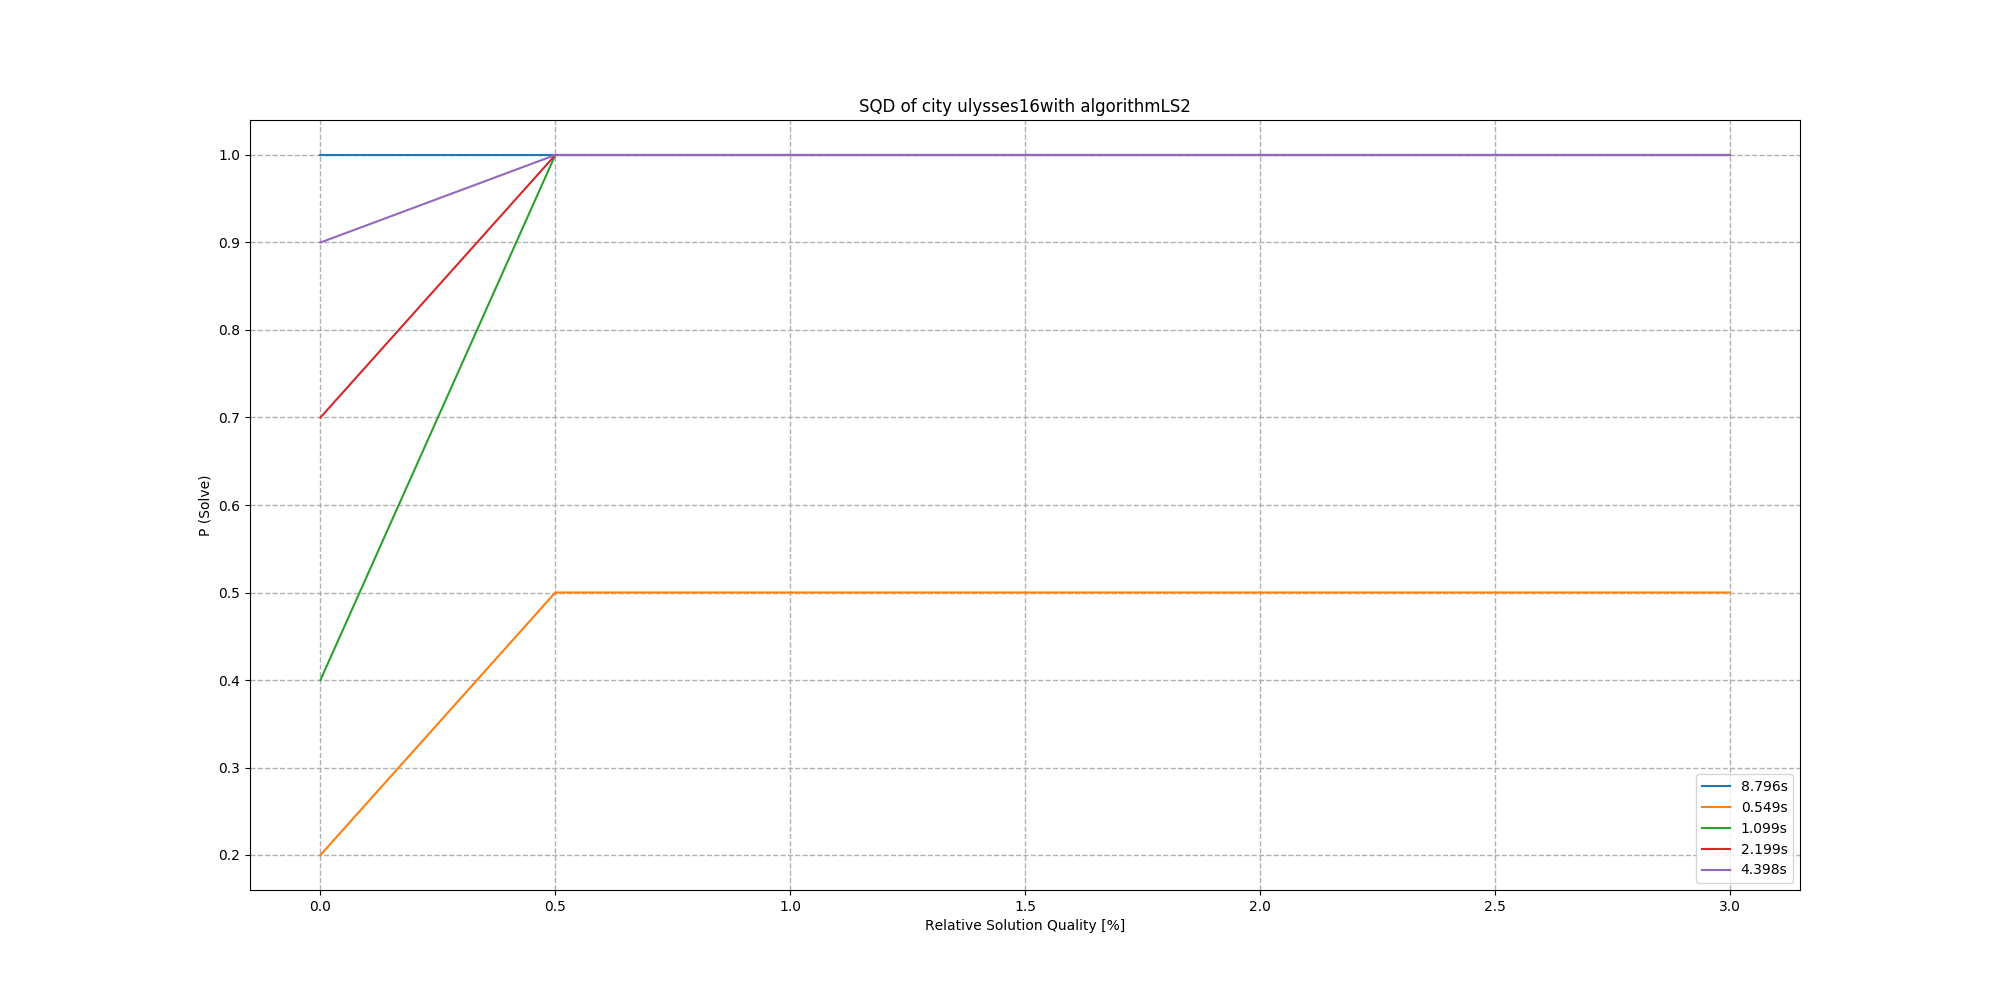 SQD of city ulysses16with algorithmLS2
1.0
0.9
0.8
0.7
0.6
0.5
0.4
0.3
0.2
P (Solve)
8.796s
0.549s
1.099s
2.199s
4.398s
0.0 0.5 1.0 1.5 2.0 2.5 3.0
Relative Solution Quality [%]